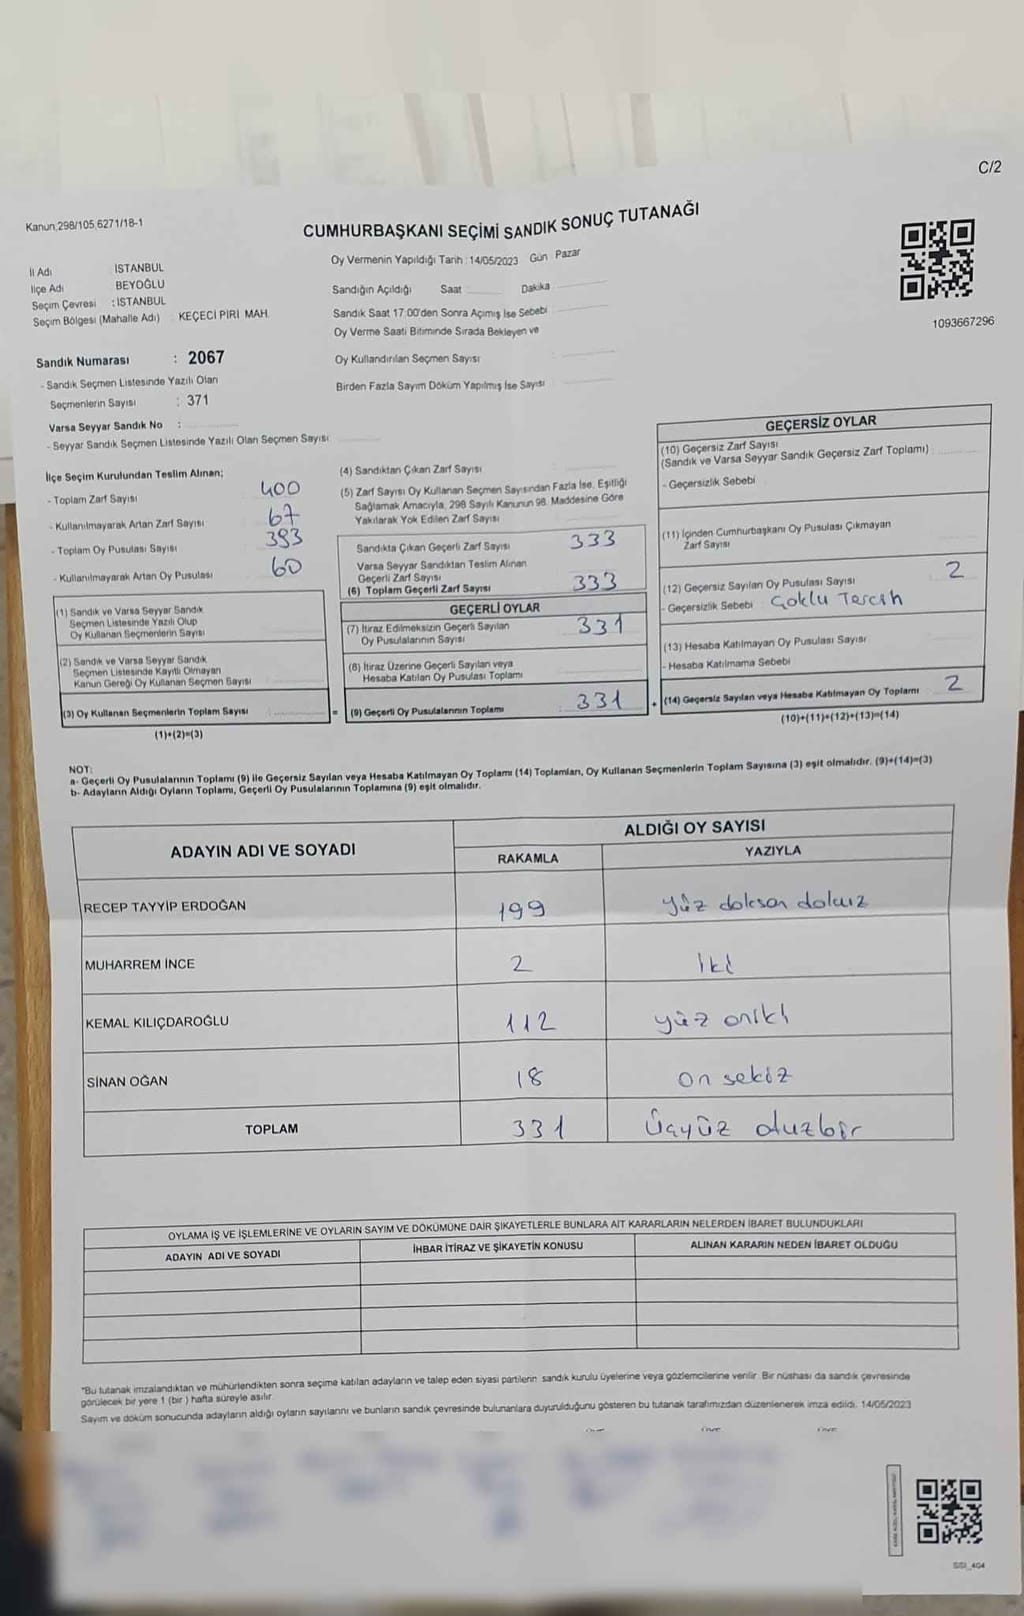 C/2
Kanun;298/105,6271/18-1
CUMHURBAŞKANI SEÇİMİ SANDIK SONUÇ TUTANAĞI
İl Adı İSTANBUL
İlçe Adı BEYOĞLU
Seçim Çevresi : İSTANBUL
Seçim Bölgesi (Mahalle Adı) KEÇECİ PİRİ MAH.
Oy Vermenin Yapıldığı Tarih : 14/05/2023 Gün Pazar
Sandığın Açıldığı Saat Dakika
Sandık Saat 17.00'den Sonra Açımış İse Sebebi
Oy Verme Saati Bitiminde Sırada Bekleyen ve
Oy Kullandırılan Seçmen Sayısı :
Birden Fazla Sayım Döküm Yapılmış İse Sayısı
1093667296
Sandık Numarası : 2067
- Sandık Seçmen Listesinde Yazılı Olan
Seçmenlerin Sayısı : 371
Varsa Seyyar Sandık No :
- Seyyar Sandık Seçmen Listesinde Yazılı Olan Seçmen Sayısı
İlçe Seçim Kurulundan Teslim Alınan;
- Toplam Zarf Sayısı 400
- Kullanılmayarak Artan Zarf Sayısı 67
- Toplam Oy Pusulası Sayısı 393
- Kullanılmayarak Artan Oy Pusulası 60
(1) Sandık ve Varsa Seyyar Sandık
Seçmen Listesinde Yazılı Olup
Oy Kullanan Seçmenlerin Sayısı
(2) Sandık ve Varsa Seyyar Sandık
Seçmen Listesinde Kayıtlı Olmayan
Kanun Gereği Oy Kullanan Seçmen Sayısı
(3) Oy Kullanan Seçmenlerin Toplam Sayısı =
(1)+(2)=(3)
(4) Sandıktan Çıkan Zarf Sayısı
(5) Zarf Sayısı Oy Kullanan Seçmen Sayısından Fazla İse, Eşitliği
Sağlamak Amacıyla, 298 Sayılı Kanunun 98. Maddesine Göre
Yakılarak Yok Edilen Zarf Sayısı
Sandıkta Çıkan Geçerli Zarf Sayısı 333
Varsa Seyyar Sandıktan Teslim Alınan
Geçerli Zarf Sayısı
(6) Toplam Geçerli Zarf Sayısı 333
GEÇERLİ OYLAR
(7) İtiraz Edilmeksizin Geçerli Sayılan 331
Oy Pusulalarının Sayısı
(8) İtiraz Üzerine Geçerli Sayılan veya
Hesaba Katılan Oy Pusulası Toplamı
(9) Geçerli Oy Pusulalarının Toplamı : 331 +
GEÇERSİZ OYLAR
(10) Geçersiz Zarf Sayısı
(Sandık ve Varsa Seyyar Sandık Geçersiz Zarf Toplamı)
- Geçersizlik Sebebi
(11) İçinden Cumhurbaşkanı Oy Pusulası Çıkmayan
Zarf Sayısı
(12) Geçersiz Sayılan Oy Pusulası Sayısı 2
- Geçersizlik Sebebi Çoklu Tercih
(13) Hesaba Katılmayan Oy Pusulası Sayısı
- Hesaba Katılmama Sebebi
(14) Geçersiz Sayılan veya Hesaba Katılmayan Oy Toplamı 2
(10)+(11)+(12)+(13)=(14)
NOT:
a- Geçerli Oy Pusulalarının Toplamı (9) ile Geçersiz Sayılan veya Hesaba Katılmayan Oy Toplamı (14) Toplamları, Oy Kullanan Seçmenlerin Toplam Sayısına (3) eşit olmalıdır. (9)+(14)=(3)
b- Adayların Aldığı Oyların Toplamı, Geçerli Oy Pusulalarının Toplamına (9) eşit olmalıdır.
ADAYIN ADI VE SOYADI
ALDIĞI OY SAYISI
RAKAMLA YAZIYLA
RECEP TAYYİP ERDOĞAN 199 yüz doksan dokuz
MUHARREM İNCE 2 iki
KEMAL KILIÇDAROĞLU 112 yüz oniki
SİNAN OĞAN 18 on sekiz
TOPLAM 331 Üçyüz otuzbir
OYLAMA İŞ VE İŞLEMLERİNE VE OYLARIN SAYIM VE DÖKÜMÜNE DAİR ŞİKAYETLERLE BUNLARA AİT KARARLARIN NELERDEN İBARET BULUNDUKLARI
ADAYIN ADI VE SOYADI İHBAR İTİRAZ VE ŞİKAYETİN KONUSU ALINAN KARARIN NEDEN İBARET OLDUĞU
"Bu tutanak imzalandıktan ve mühürlendikten sonra seçime katılan adayların ve talep eden siyasi partilerin sandık kurulu üyelerine veya gözlemcilerine verilir. Bir nüshası da sandık çevresinde
görülecek bir yere 1 (bir) hafta süreyle asılır.
Sayım ve döküm sonucunda adayların aldığı oyların sayılarını ve bunların sandık çevresinde bulunanlara duyurulduğunu gösteren bu tutanak tarafımızdan düzenlenerek imza edildi. 14/05/2023